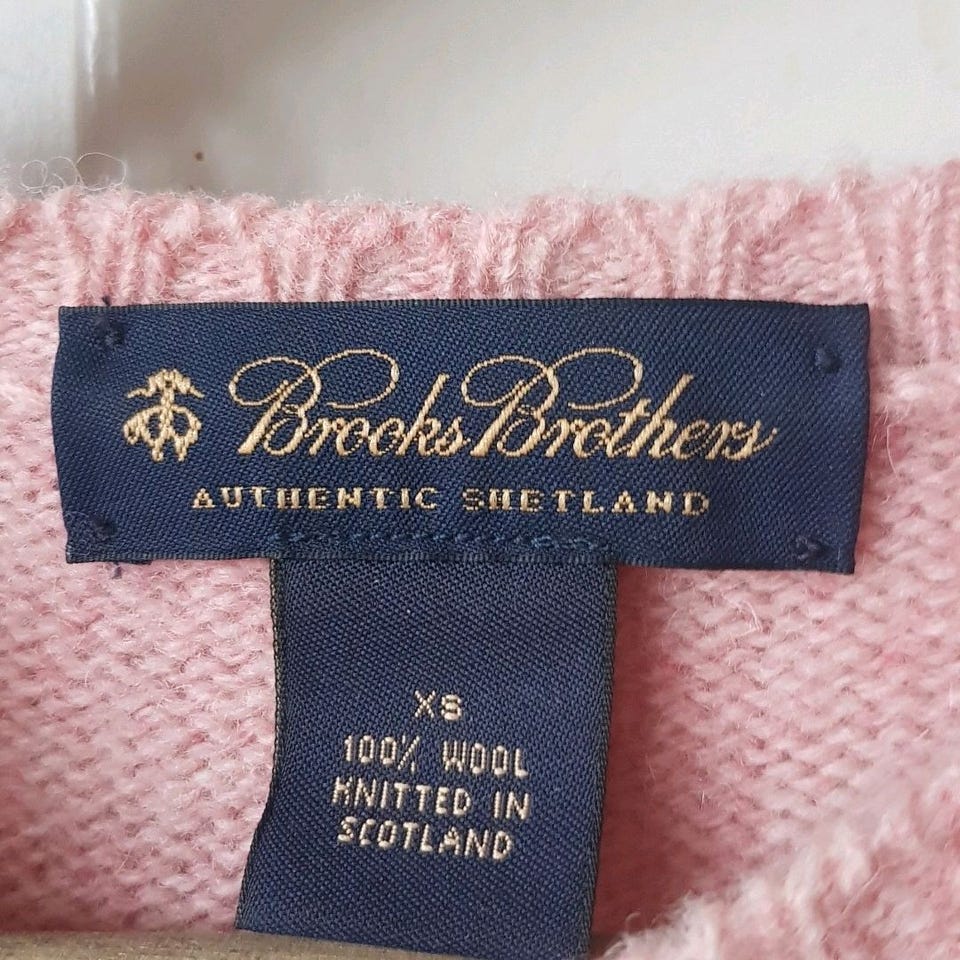 Brooks Brothers
AUTHENTIC SHETLAND
XS
100% WOOL
KNITTED IN
SCOTLAND